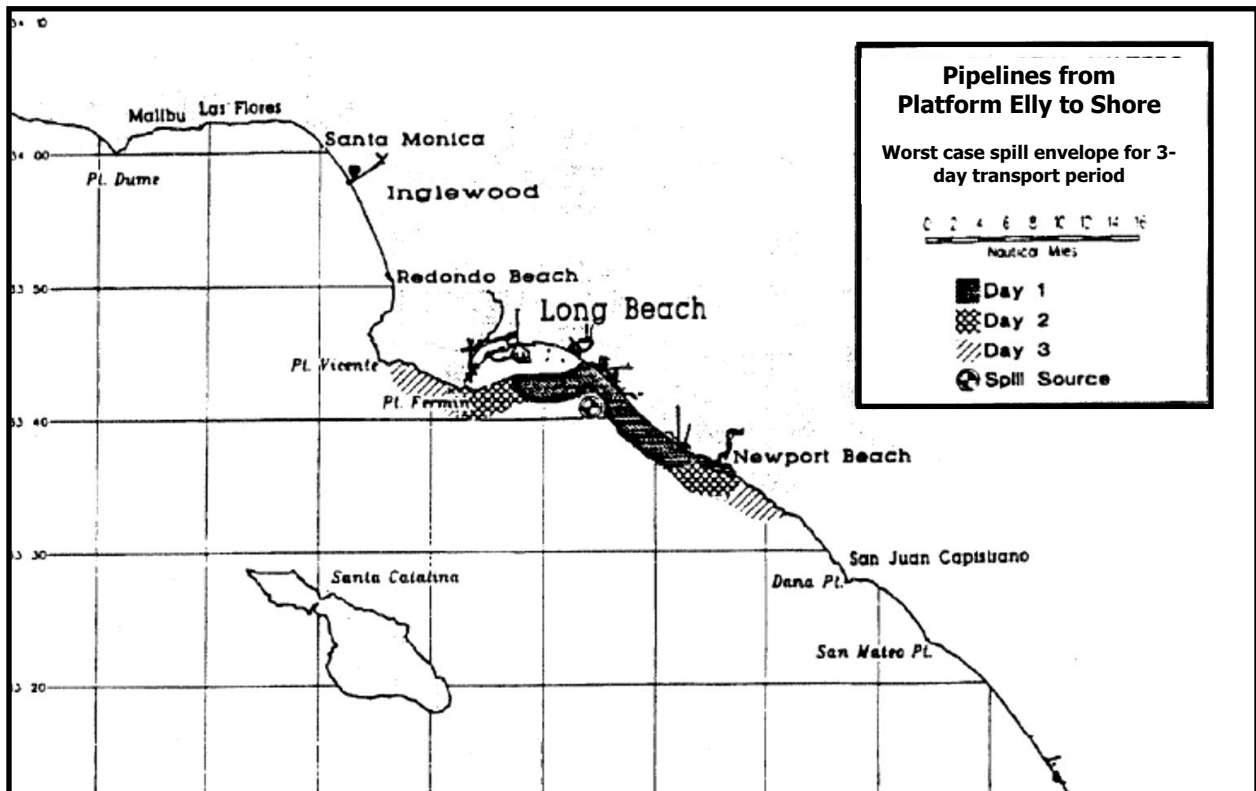 Pipelines from
Platform Elly to Shore
Worst case spill envelope for 3-
day transport period
0 2 4 6 8 10 12 14 16
Nautical Miles
Day 1
Day 2
Day 3
Spill Source
Malibu
Las Flores
Santa Monica
34 00
Pt. Dume
Inglewood
Redondo Beach
33 50
Long Beach
Pt. Vicente
Pt. Fermin
33 40
Newport Beach
33 30
San Juan Capistrano
Santa Catalina
Dana Pt.
San Mateo Pt.
33 20